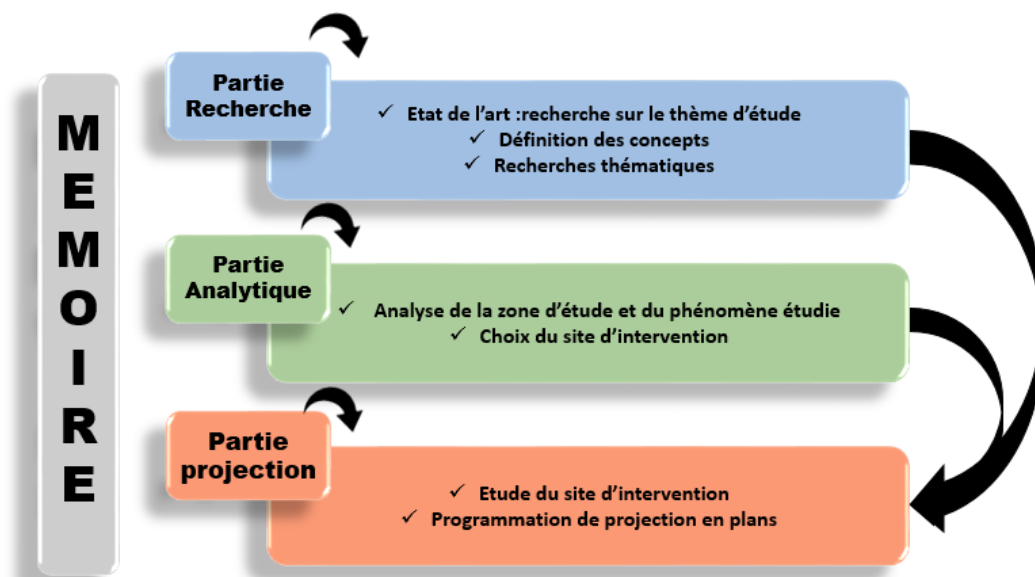 MEMOIRE
Partie
Recherche
✓ Etat de l'art :recherche sur le thème d'étude
✓ Définition des concepts
✓ Recherches thématiques
Partie
Analytique
✓ Analyse de la zone d'étude et du phénomène étudie
✓ Choix du site d'intervention
Partie
projection
✓ Etude du site d'intervention
✓ Programmation de projection en plans